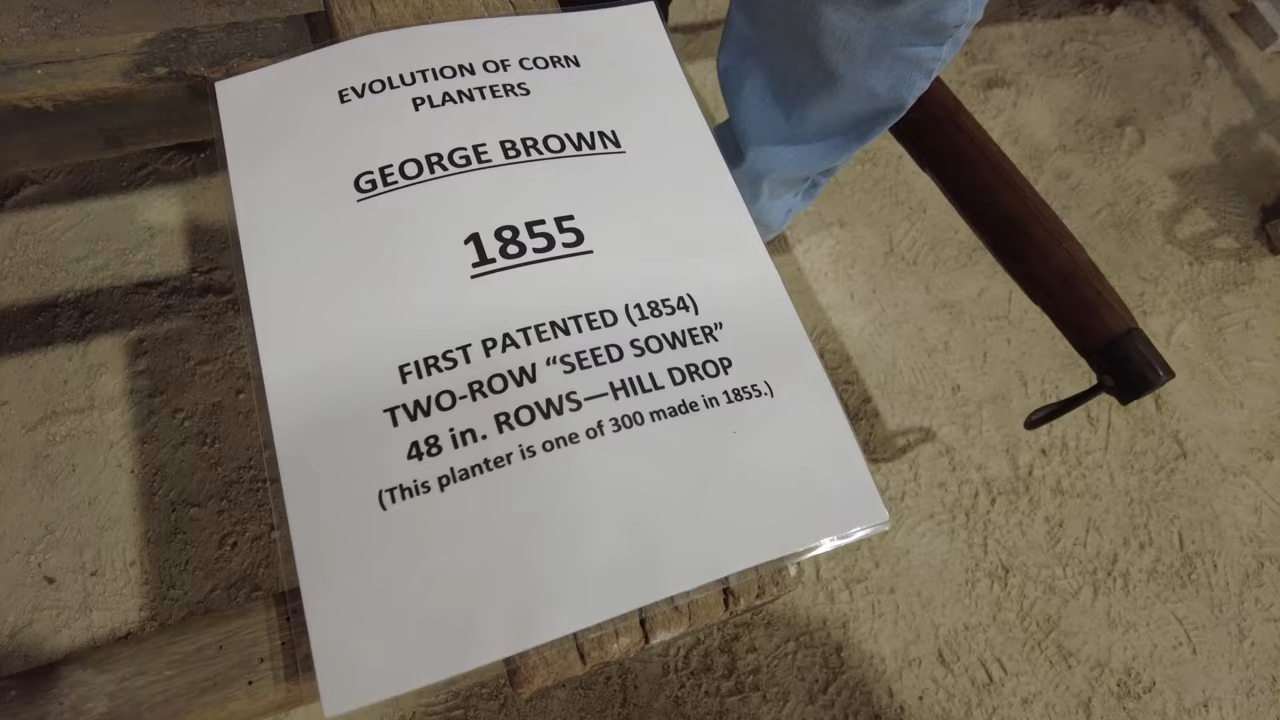 EVOLUTION OF CORN
PLANTERS
GEORGE BROWN
1855
FIRST PATENTED (1854)
TWO-ROW “SEED SOWER”
48 in. ROWS—HILL DROP
(This planter is one of 300 made in 1855.)